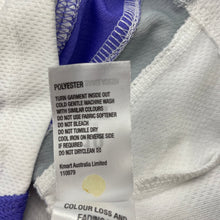 POLYESTER
TURN GARMENT INSIDE OUT
COLD GENTLE MACHINE WASH
WITH SIMILAR COLOURS
DO NOT USE FABRIC SOFTENER
DO NOT BLEACH
DO NOT TUMBLE DRY
COOL IRON ON REVERSE SIDE
IF REQUIRED
DO NOT DRYCLEAN
Kmart Australia Limited
110979
COLOUR LOSS AND
FADING